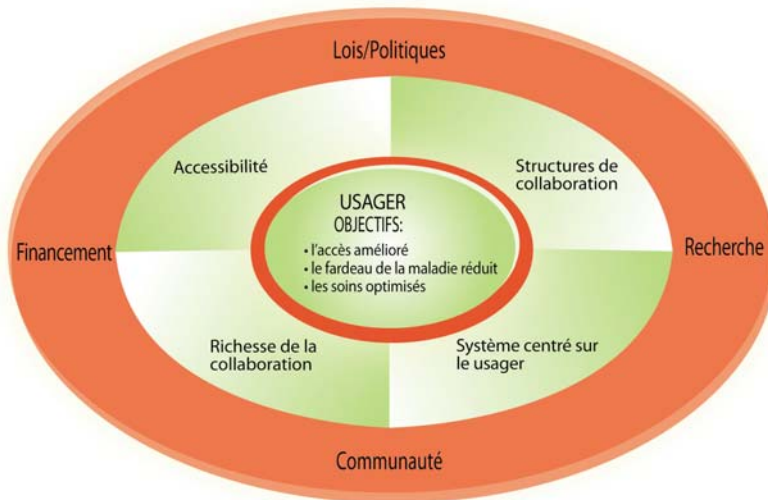 Lois/Politiques
Accessibilité
Structures de
collaboration
USAGER
OBJECTIFS:
• l'accès amélioré
• le fardeau de la maladie réduit
• les soins optimisés
Financement
Recherche
Richesse de la
collaboration
Système centré sur
le usager
Communauté